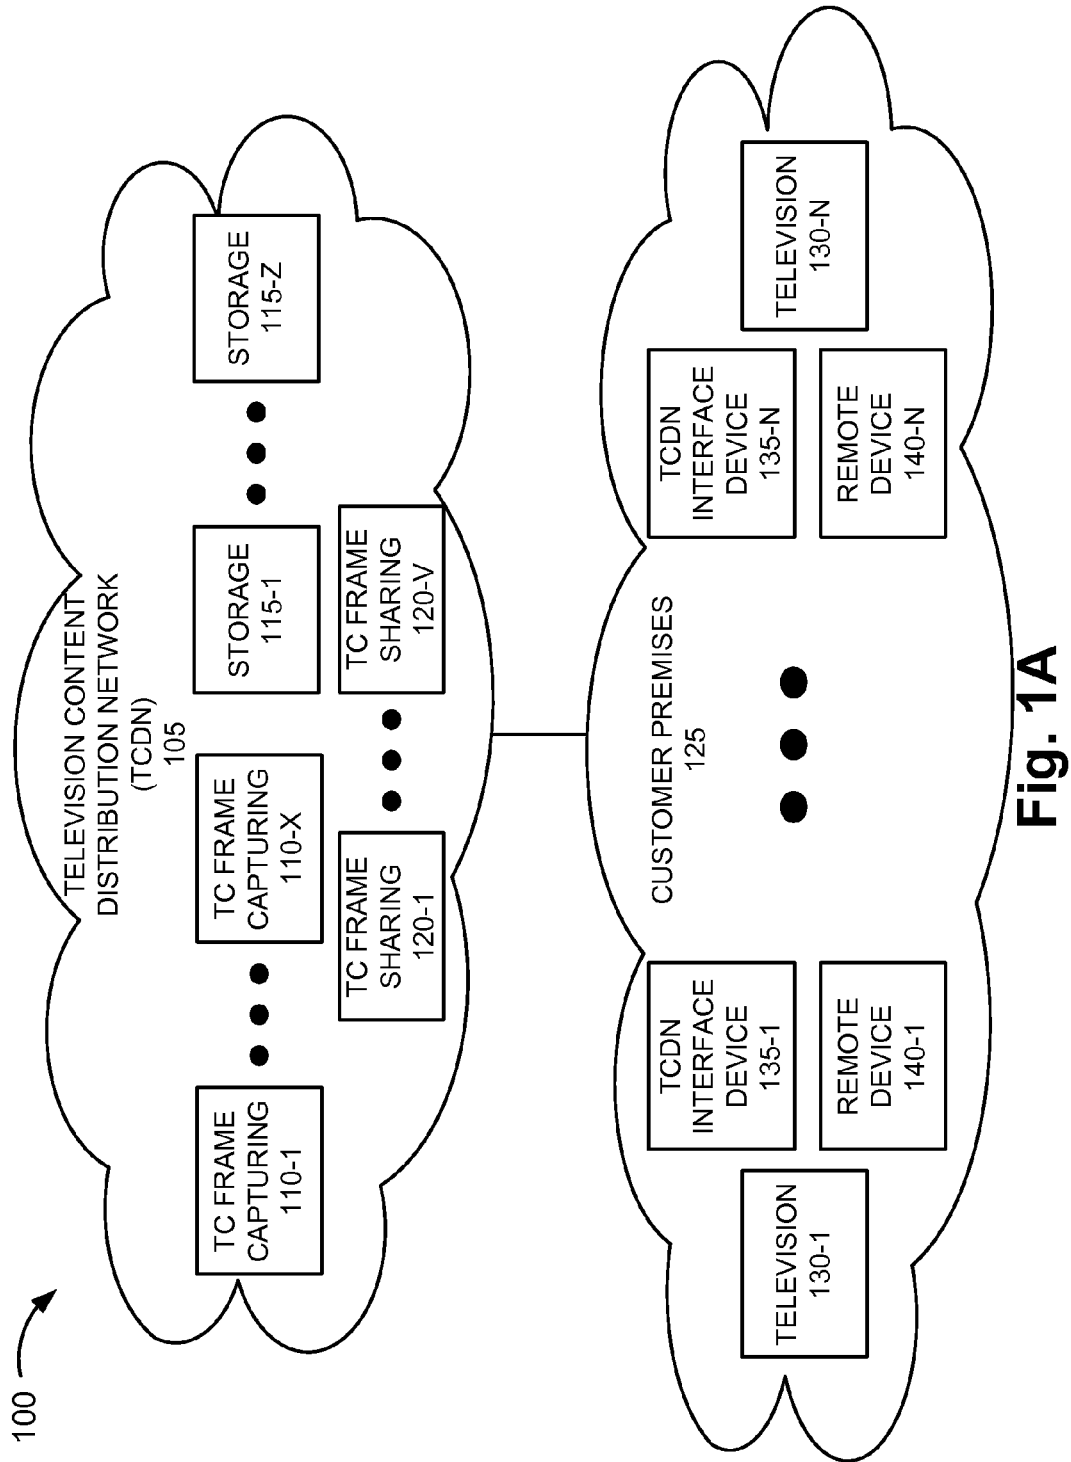 100
TELEVISION CONTENT
DISTRIBUTION NETWORK
(TCDN)
105
TC FRAME
CAPTURING
110-1
TC FRAME
CAPTURING
110-X
STORAGE
115-1
STORAGE
115-Z
TC FRAME
SHARING
120-1
TC FRAME
SHARING
120-V
CUSTOMER PREMISES
125
TELEVISION
130-1
TCDN
INTERFACE
DEVICE
135-1
REMOTE
DEVICE
140-1
TCDN
INTERFACE
DEVICE
135-N
REMOTE
DEVICE
140-N
TELEVISION
130-N
Fig. 1A